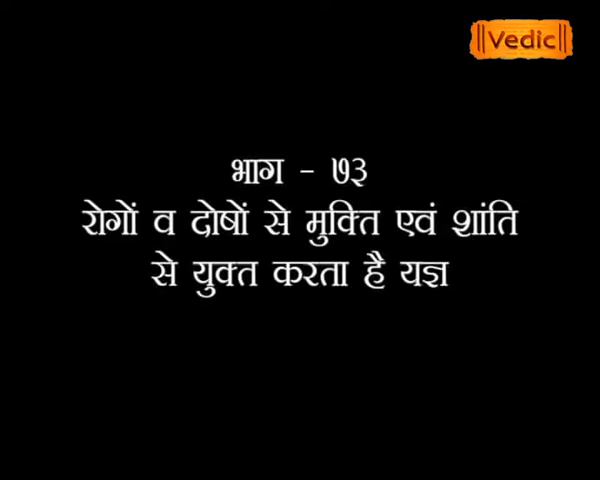 ||Vedic||
भाग - ७३
रोगों व दोषों से मुक्ति एवं शांति
से युक्त करता है यज्ञ